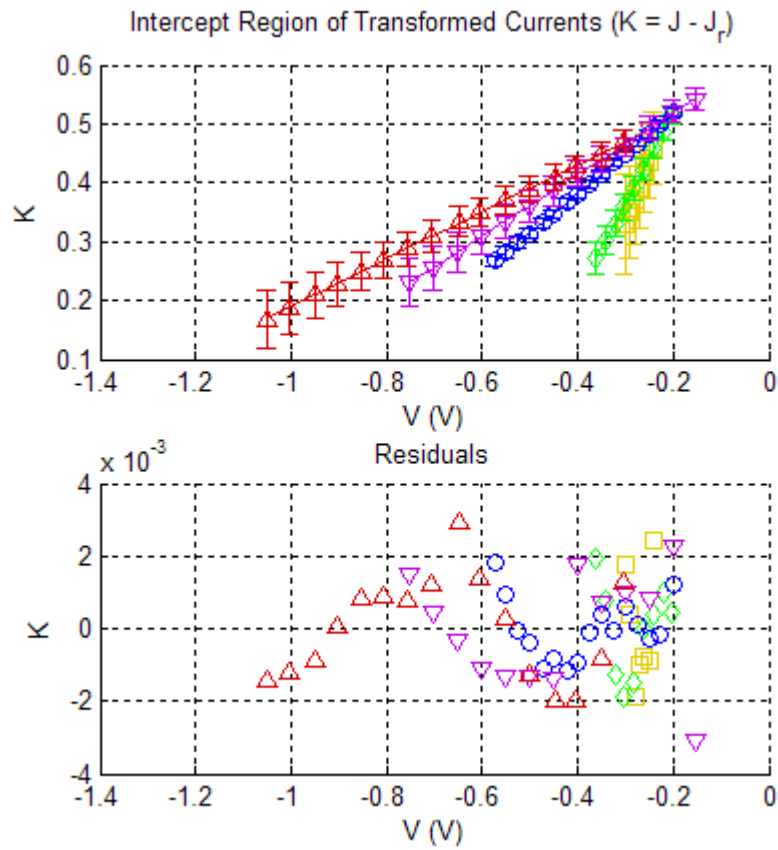 Intercept Region of Transformed Currents (K = J - J_r)
0.6
0.5
0.4
0.3
0.2
0.1
K
-1.4 -1.2 -1 -0.8 -0.6 -0.4 -0.2 0
V (V)
x 10^-3
Residuals
4
2
0
-2
-4
K
-1.4 -1.2 -1 -0.8 -0.6 -0.4 -0.2 0
V (V)